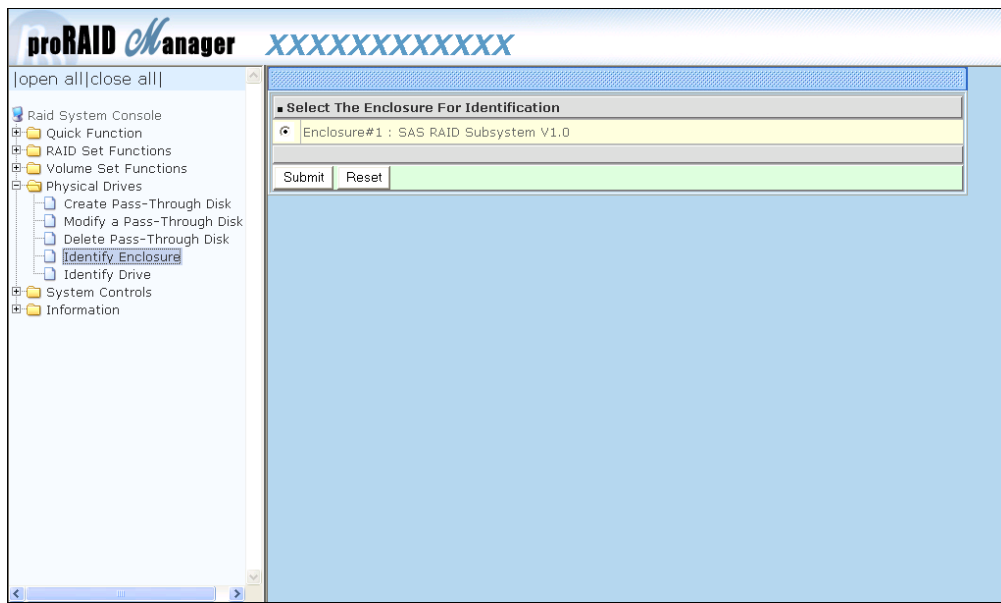 proRAID Manager
XXXXXXXXXXXX
|open all|close all|
Raid System Console
Quick Function
RAID Set Functions
Volume Set Functions
Physical Drives
Create Pass-Through Disk
Modify a Pass-Through Disk
Delete Pass-Through Disk
Identify Enclosure
Identify Drive
System Controls
Information
Select The Enclosure For Identification
Enclosure#1 : SAS RAID Subsystem V1.0
Submit Reset